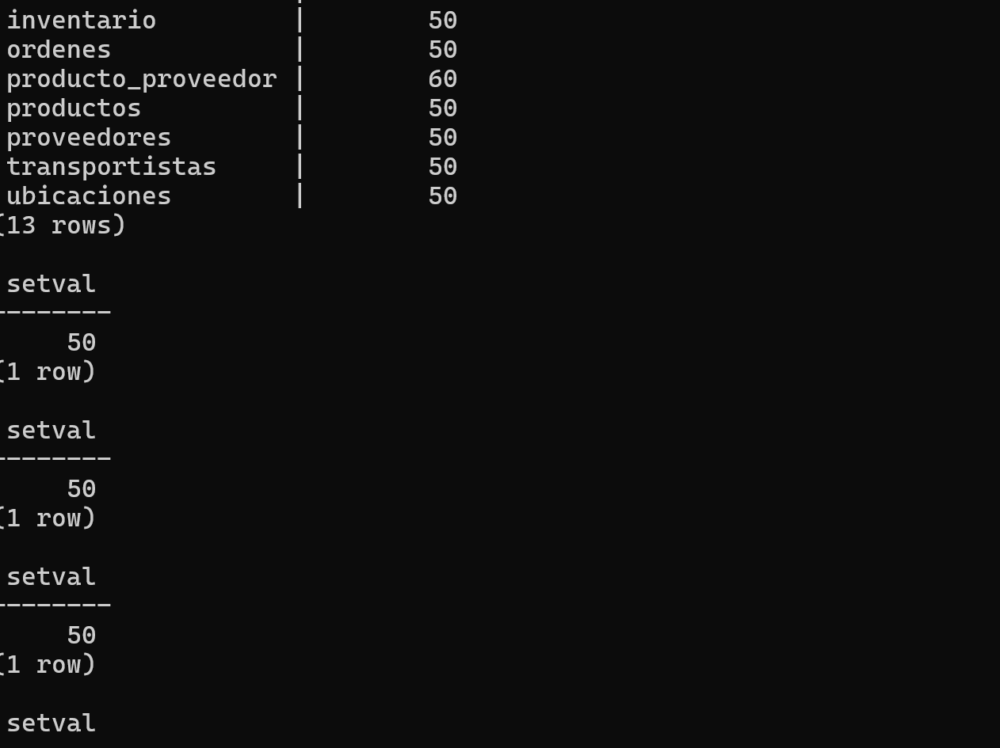 inventario | 50
ordenes | 50
producto_proveedor | 60
productos | 50
proveedores | 50
transportistas | 50
ubicaciones | 50
(13 rows)
setval
--------
50
(1 row)
setval
--------
50
(1 row)
setval
--------
50
(1 row)
setval